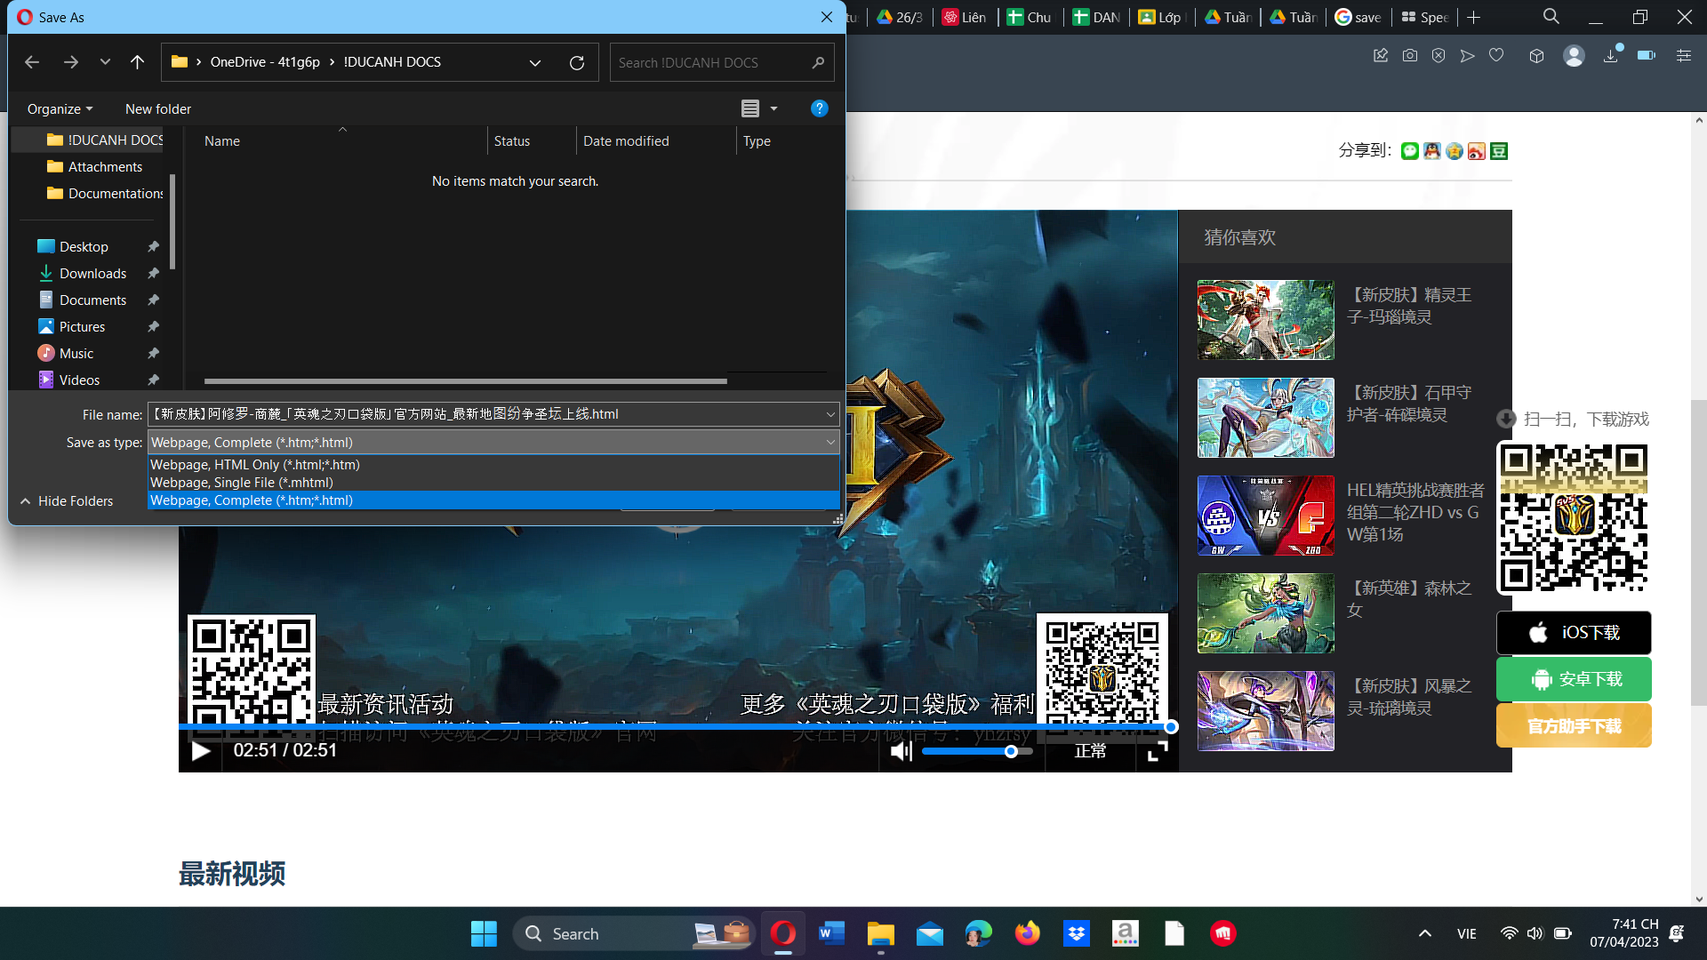 Save As
26/3
Liên
Chu
DAN
Lớp
Tuần
Tuần
save
Spee
OneDrive - 4t1g6p › !DUCANH DOCS
Search !DUCANH DOCS
Organize
New folder
!DUCANH DOCS
Attachments
Documentations
Desktop
Downloads
Documents
Pictures
Music
Videos
Name
Status
Date modified
Type
No items match your search.
File name:
【新皮肤】阿修罗-商麓_「英魂之刃口袋版」官方网站_最新地图纷争圣坛上线.html
Save as type:
Webpage, Complete (*.htm;*.html)
Webpage, HTML Only (*.html;*.htm)
Webpage, Single File (*.mhtml)
Webpage, Complete (*.htm;*.html)
Hide Folders
分享到：
豆
猜你喜欢
【新皮肤】精灵王
子-玛瑙境灵
【新皮肤】石甲守
护者-砗磲境灵
VS
GW
ZHD
HEL精英挑战赛胜者
组第二轮ZHD vs G
W第1场
【新英雄】森林之
女
【新皮肤】风暴之
灵-琉璃境灵
扫一扫，下载游戏
iOS下载
安卓下载
官方助手下载
最新资讯活动
扫描访问《英魂之刃口袋版》官网
更多《英魂之刃口袋版》福利
关注官方微信号：yhzrsy
02:51 / 02:51
正常
最新视频
Search
VIE
7:41 CH
07/04/2023